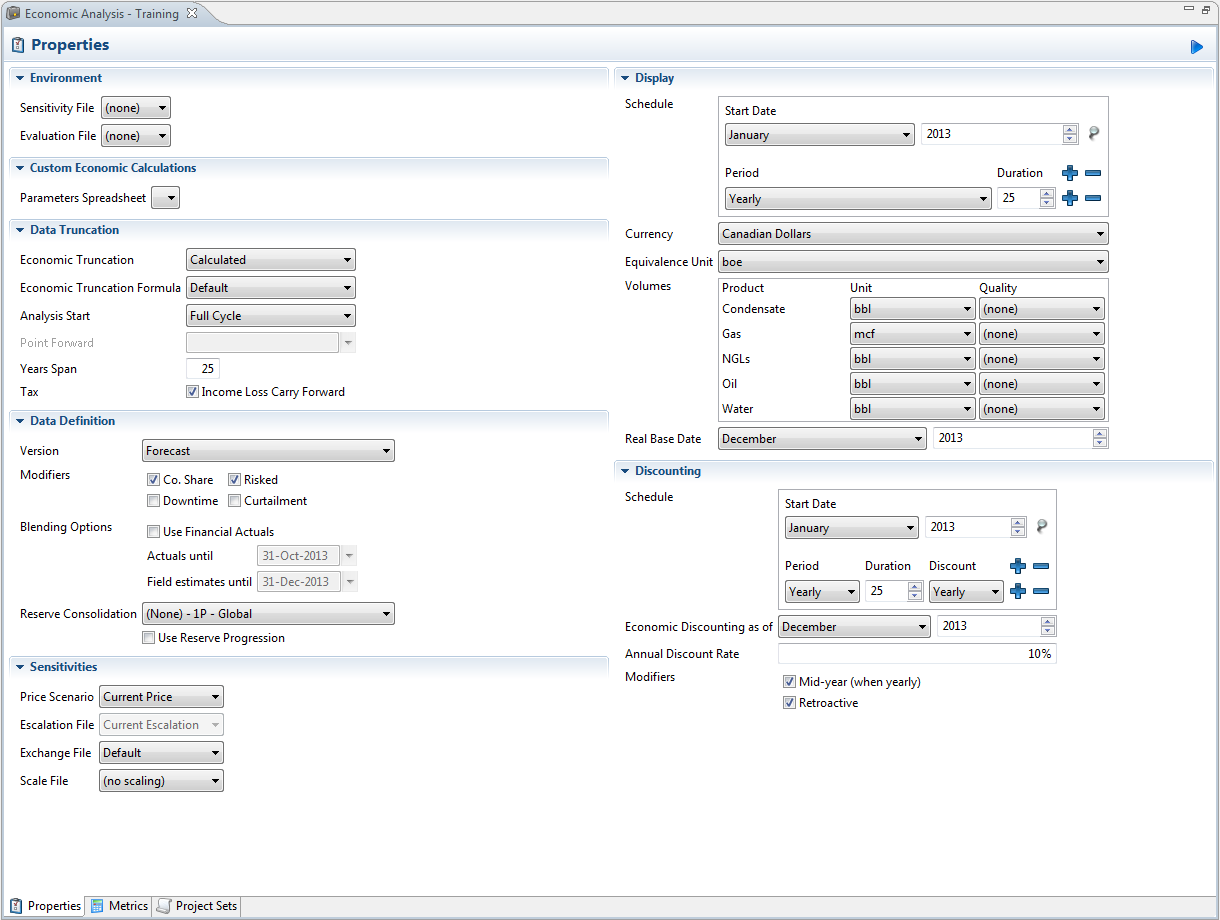 Economic Analysis - Training
Properties
Environment
Sensitivity File (none)
Evaluation File (none)
Custom Economic Calculations
Parameters Spreadsheet
Data Truncation
Economic Truncation Calculated
Economic Truncation Formula Default
Analysis Start Full Cycle
Point Forward
Years Span 25
Tax Income Loss Carry Forward
Data Definition
Version Forecast
Modifiers Co. Share Risked
Downtime Curtailment
Blending Options Use Financial Actuals
Actuals until 31-Oct-2013
Field estimates until 31-Dec-2013
Reserve Consolidation (None) - 1P - Global
Use Reserve Progression
Sensitivities
Price Scenario Current Price
Escalation File Current Escalation
Exchange File Default
Scale File (no scaling)
Display
Schedule
Start Date
January 2013
Period Duration
Yearly 25
Currency Canadian Dollars
Equivalence Unit boe
Volumes Product Unit Quality
Condensate bbl (none)
Gas mcf (none)
NGLs bbl (none)
Oil bbl (none)
Water bbl (none)
Real Base Date December 2013
Discounting
Schedule
Start Date
January 2013
Period Duration Discount
Yearly 25 Yearly
Economic Discounting as of December 2013
Annual Discount Rate 10%
Modifiers Mid-year (when yearly)
Retroactive
Properties Metrics Project Sets